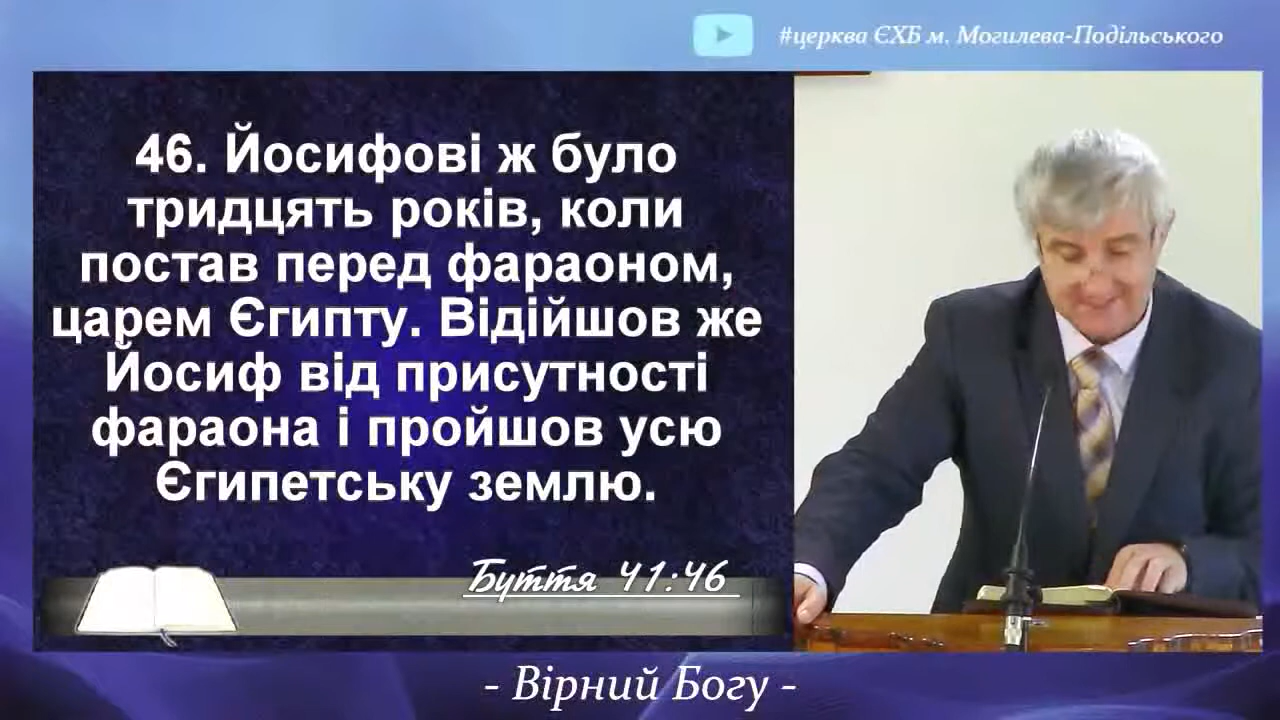 #церква ЄХБ м. Могилева-Подільського
46. Йосифові ж було
тридцять років, коли
постав перед фараоном,
царем Єгипту. Відійшов же
Йосиф від присутності
фараона і пройшов усю
Єгипетську землю.
Буття 41:46
- Вірний Богу -